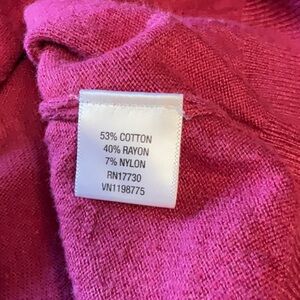 53% COTTON
40% RAYON
7% NYLON
RN17730
VN1198775